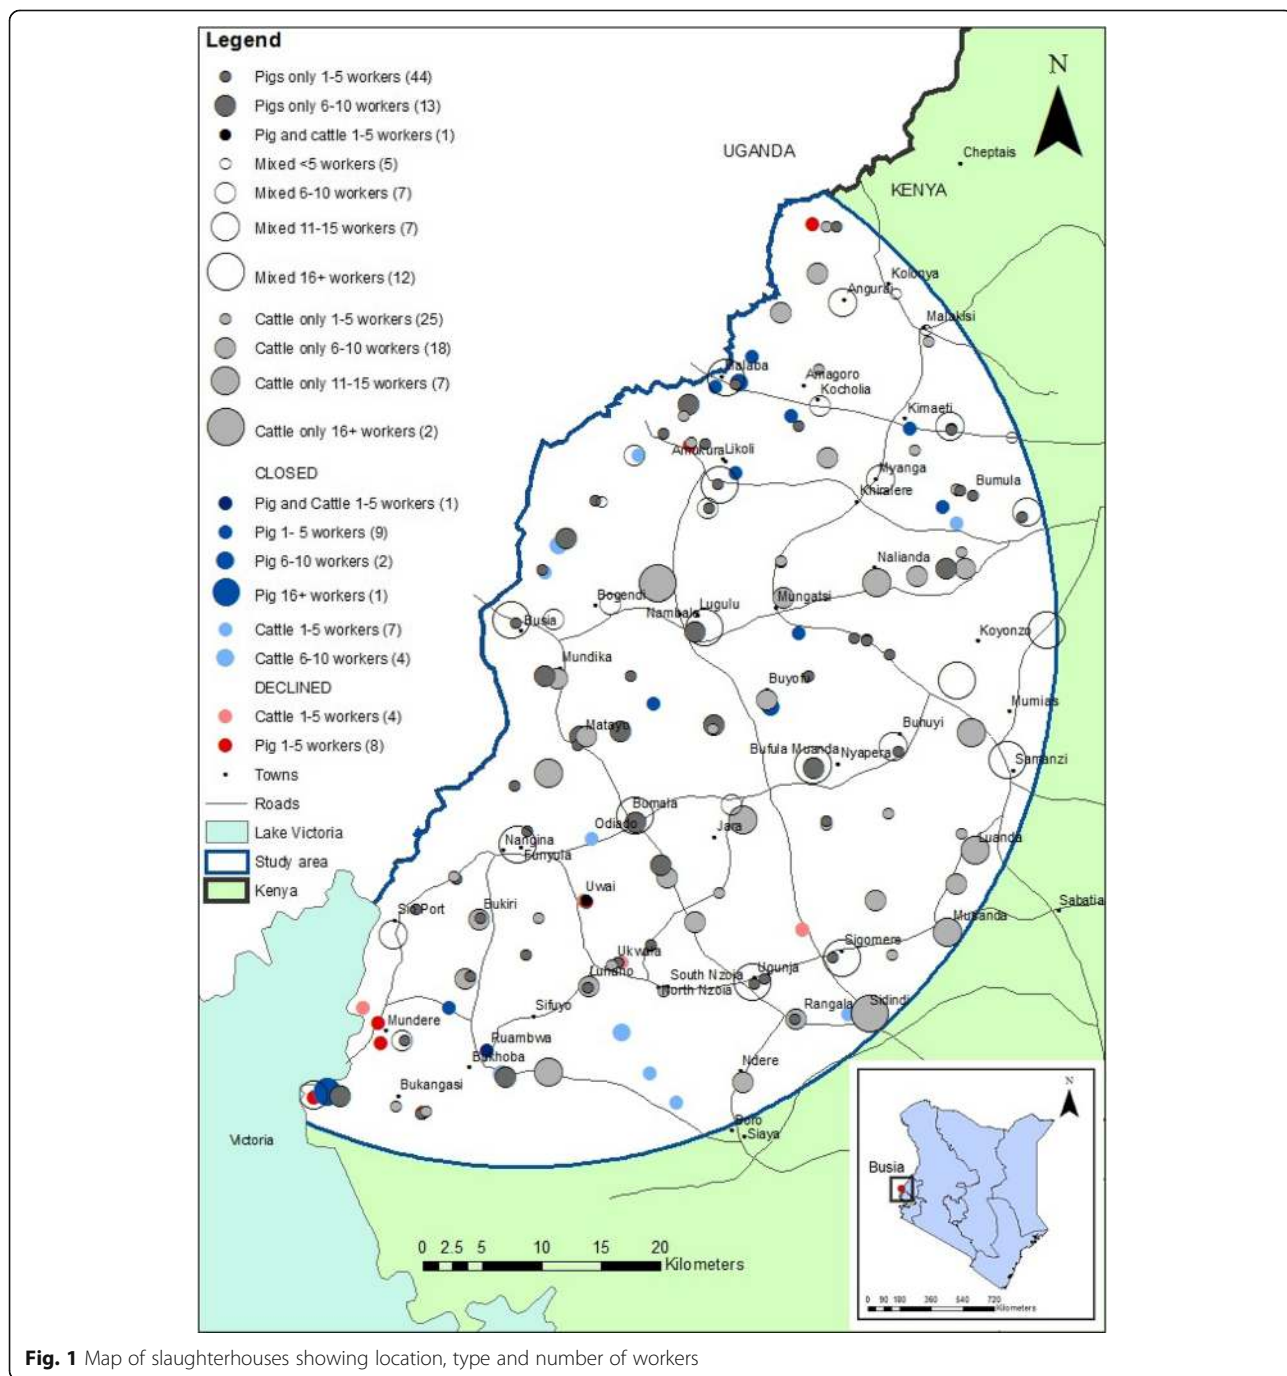 Legend
Pigs only 1-5 workers (44)
Pigs only 6-10 workers (13)
Pig and cattle 1-5 workers (1)
Mixed <5 workers (5)
Mixed 6-10 workers (7)
Mixed 11-15 workers (7)
Mixed 16+ workers (12)
Cattle only 1-5 workers (25)
Cattle only 6-10 workers (18)
Cattle only 11-15 workers (7)
Cattle only 16+ workers (2)
CLOSED
Pig and Cattle 1-5 workers (1)
Pig 1- 5 workers (9)
Pig 6-10 workers (2)
Pig 16+ workers (1)
Cattle 1-5 workers (7)
Cattle 6-10 workers (4)
DECLINED
Cattle 1-5 workers (4)
Pig 1-5 workers (8)
Towns
Roads
Lake Victoria
Study area
Kenya
N
UGANDA
Cheptais
KENYA
Kolonya
Angurai
Malakisi
Malaba
Amagoro
Kocholia
Kimaeti
Amukura
Likoli
Myanga
Bumula
Khiralere
Nalianda
Bogendi
Nambale
Lugulu
Mungatsi
Busia
Koyonzo
Mundika
Buyofu
Mumias
Matayo
Buhuyi
Bufula Muanda
Nyapera
Samanzi
Bomala
Odiado
Jara
Luanda
Nangina
Funyula
Uwai
Sabatia
Sio Port
Bukiri
Musanda
Sigomere
Ukwala
Lunano
South Nzoia
Ugunja
North Nzoia
Sifuyo
Rangala
Sidindi
Mundere
Ruambwa
Bukhoba
Ndere
Bukangasi
Boro
Siaya
Victoria
N
Busia
0 2.5 5 10 15 20
Kilometers
0 90 180 360 540 720
Kilometers
Fig. 1 Map of slaughterhouses showing location, type and number of workers